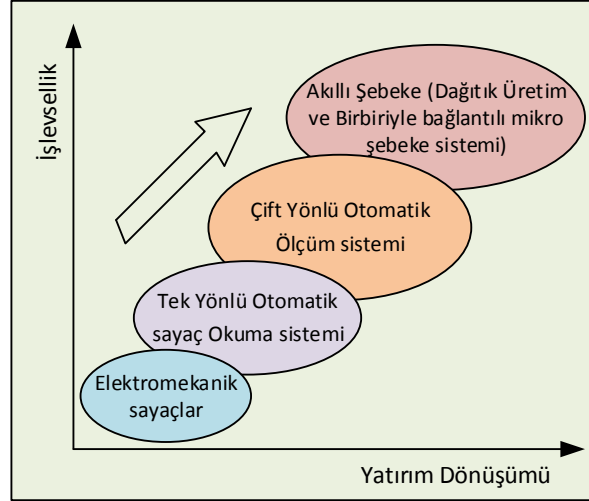 İşlevsellik
Akıllı Şebeke (Dağıtık Üretim
ve Birbiriyle bağlantılı mikro
şebeke sistemi)
Çift Yönlü Otomatik
Ölçüm sistemi
Tek Yönlü Otomatik
sayaç Okuma sistemi
Elektromekanik
sayaçlar
Yatırım Dönüşümü